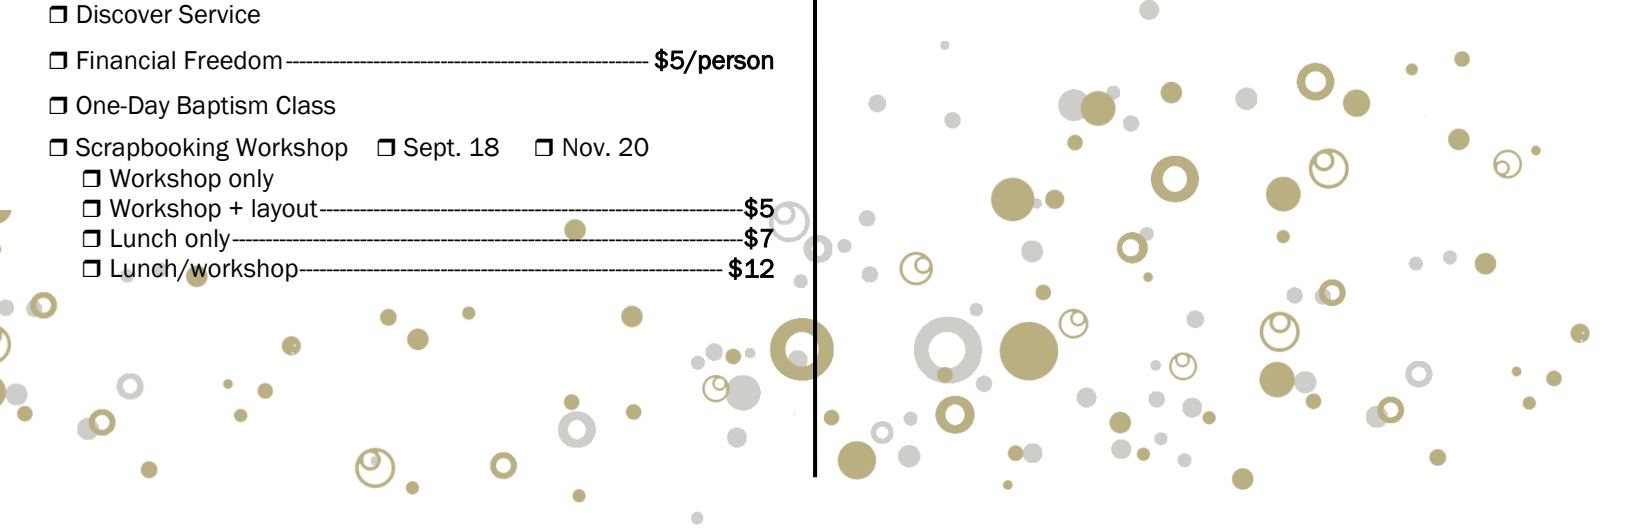 ❒ Discover Service
❒ Financial Freedom------------------------------------------------------ $5/person
❒ One-Day Baptism Class
❒ Scrapbooking Workshop ❒ Sept. 18 ❒ Nov. 20
❒ Workshop only
❒ Workshop + layout---------------------------------------------------------------$5
❒ Lunch only----------------------------------------------------------------------------$7
❒ Lunch/workshop--------------------------------------------------------------- $12